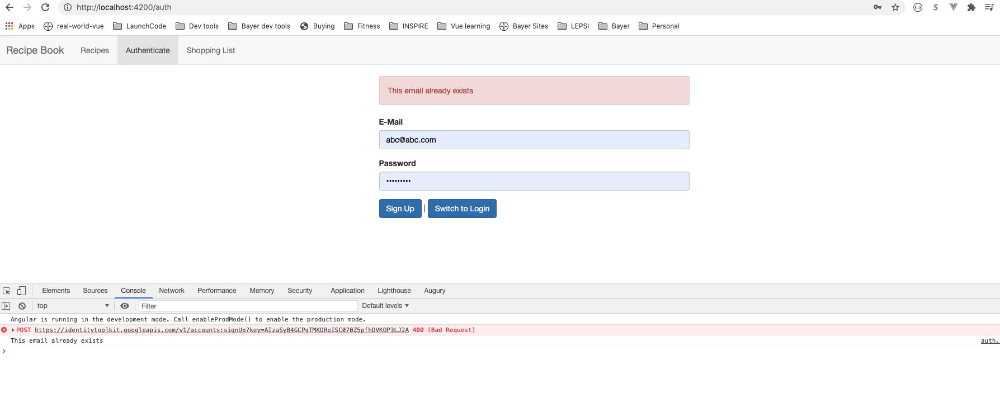 http://localhost:4200/auth
Apps real-world-vue LaunchCode Dev tools Bayer dev tools Buying Fitness INSPIRE Vue learning Bayer Sites LEPSI Bayer Personal
Recipe Book Recipes Authenticate Shopping List
This email already exists
E-Mail
abc@abc.com
Password
•••••••••
Sign Up | Switch to Login
Elements Sources Console Network Performance Memory Security Application Lighthouse Augury
top Filter Default levels
Angular is running in the development mode. Call enableProdMode() to enable the production mode.
POST https://identitytoolkit.googleapis.com/v1/accounts:signUp?key=AIzaSyB4GCPgTMKORoISC070Z5pfhDVKOP3LJ2A 400 (Bad Request)
This email already exists auth.